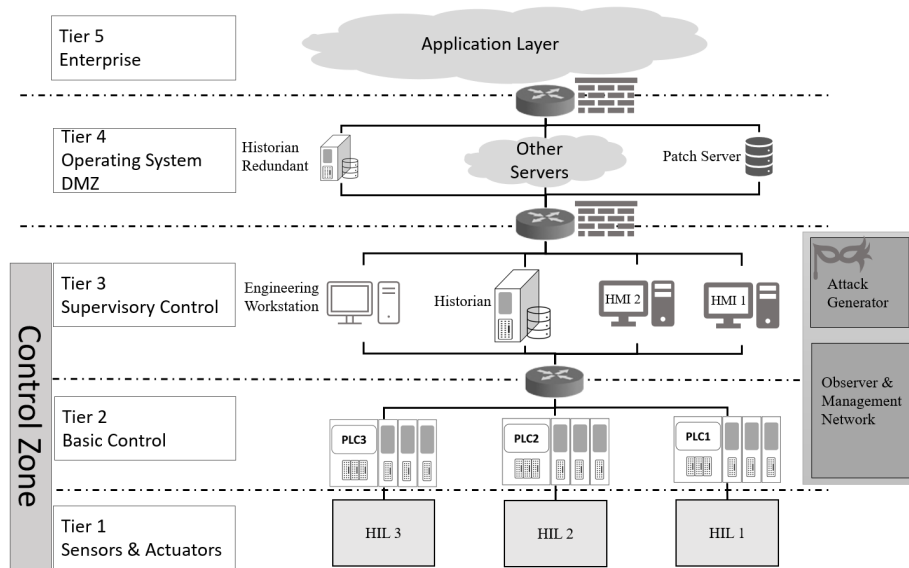 Tier 5
Enterprise
Application Layer
Tier 4
Operating System
DMZ
Historian
Redundant
Other
Servers
Patch Server
Control Zone
Tier 3
Supervisory Control
Engineering
Workstation
Historian
HMI 2
HMI 1
Attack
Generator
Observer &
Management
Network
Tier 2
Basic Control
PLC3
PLC2
PLC1
Tier 1
Sensors & Actuators
HIL 3
HIL 2
HIL 1